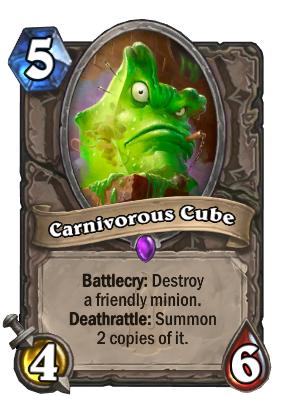 5
Carnivorous Cube
Battlecry: Destroy
a friendly minion.
Deathrattle: Summon
2 copies of it.
4
6